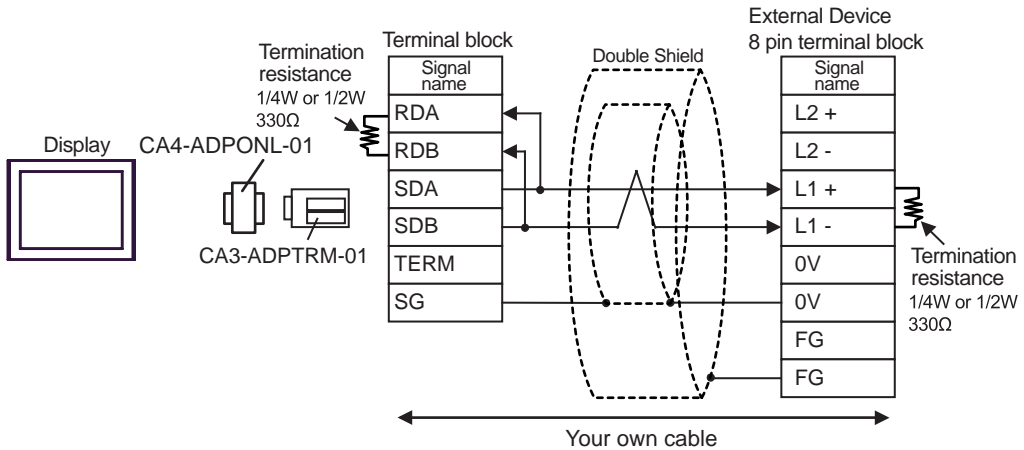 Display
CA4-ADPONL-01
CA3-ADPTRM-01
Termination
resistance
1/4W or 1/2W
330Ω
Terminal block
Signal
name
RDA
RDB
SDA
SDB
TERM
SG
Double Shield
External Device
8 pin terminal block
Signal
name
L2 +
L2 -
L1 +
L1 -
0V
0V
FG
FG
Termination
resistance
1/4W or 1/2W
330Ω
Your own cable